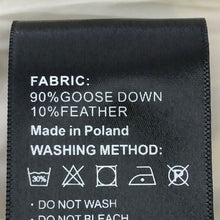 FABRIC:
90%GOOSE DOWN
10%FEATHER
Made in Poland
WASHING METHOD:
30%
• DO NOT WASH
• DO NOT BLEACH